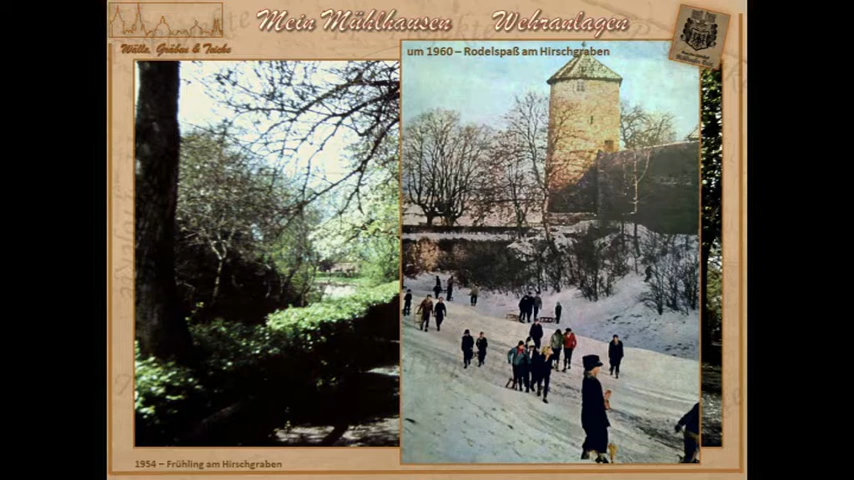 Mein Mühlhausen Wehranlagen
Wälle, Gräben & Teiche
um 1960 – Rodelspaß am Hirschgraben
1954 – Frühling am Hirschgraben